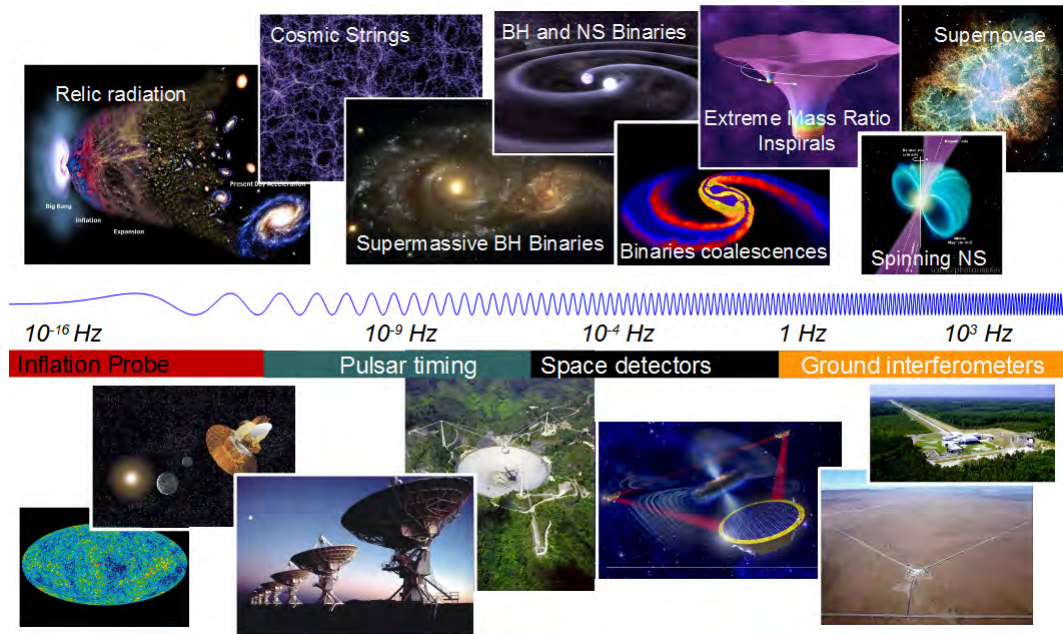 Cosmic Strings
BH and NS Binaries
Supernovae
Relic radiation
Extreme Mass Ratio
Inspirals
Present Day Acceleration
Big Bang
Inflation
Expansion
Supermassive BH Binaries
Binaries coalescences
Spinning NS
10⁻¹⁶ Hz
10⁻⁹ Hz
10⁻⁴ Hz
1 Hz
10³ Hz
Inflation Probe
Pulsar timing
Space detectors
Ground interferometers